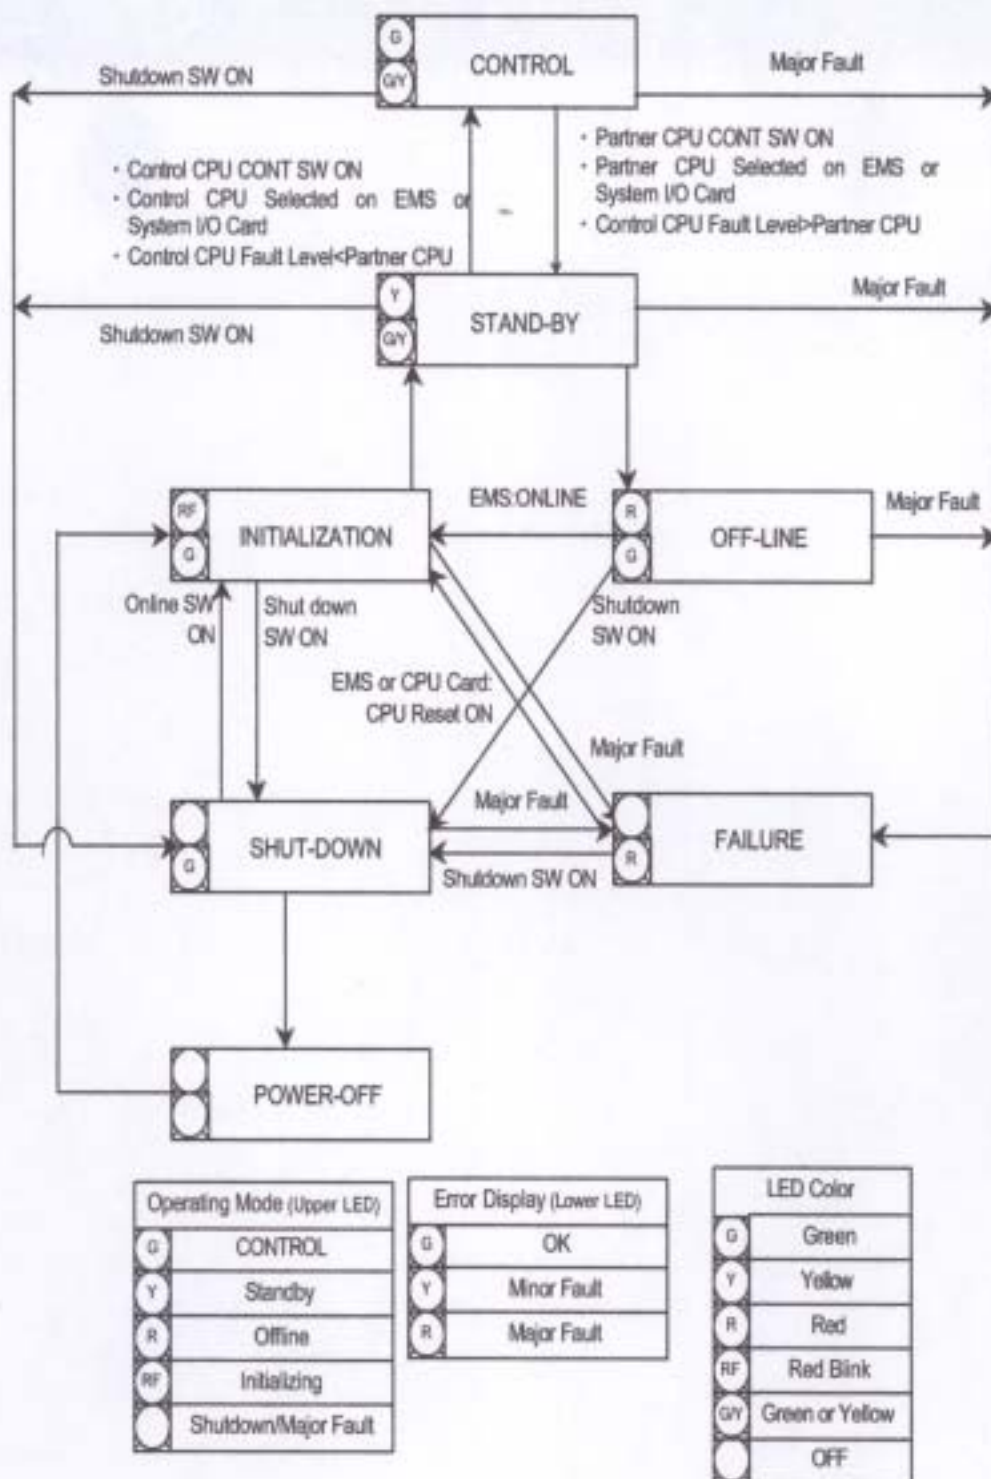 G
G/Y
CONTROL
Shutdown SW ON
Major Fault
· Control CPU CONT SW ON
· Control CPU Selected on EMS or
System I/O Card
· Control CPU Fault Level<Partner CPU
· Partner CPU CONT SW ON
· Partner CPU Selected on EMS or
System I/O Card
· Control CPU Fault Level>Partner CPU
Y
G/Y
STAND-BY
Shutdown SW ON
Major Fault
RF
G
INITIALIZATION
EMS:ONLINE
R
G
OFF-LINE
Major Fault
Online SW
ON
Shut down
SW ON
Shutdown
SW ON
EMS or CPU Card:
CPU Reset ON
Major Fault
G
SHUT-DOWN
Major Fault
Shutdown SW ON
R
FAILURE
POWER-OFF
Operating Mode (Upper LED)
G CONTROL
Y Standby
R Offline
RF Initializing
Shutdown/Major Fault
Error Display (Lower LED)
G OK
Y Minor Fault
R Major Fault
LED Color
G Green
Y Yellow
R Red
RF Red Blink
G/Y Green or Yellow
OFF